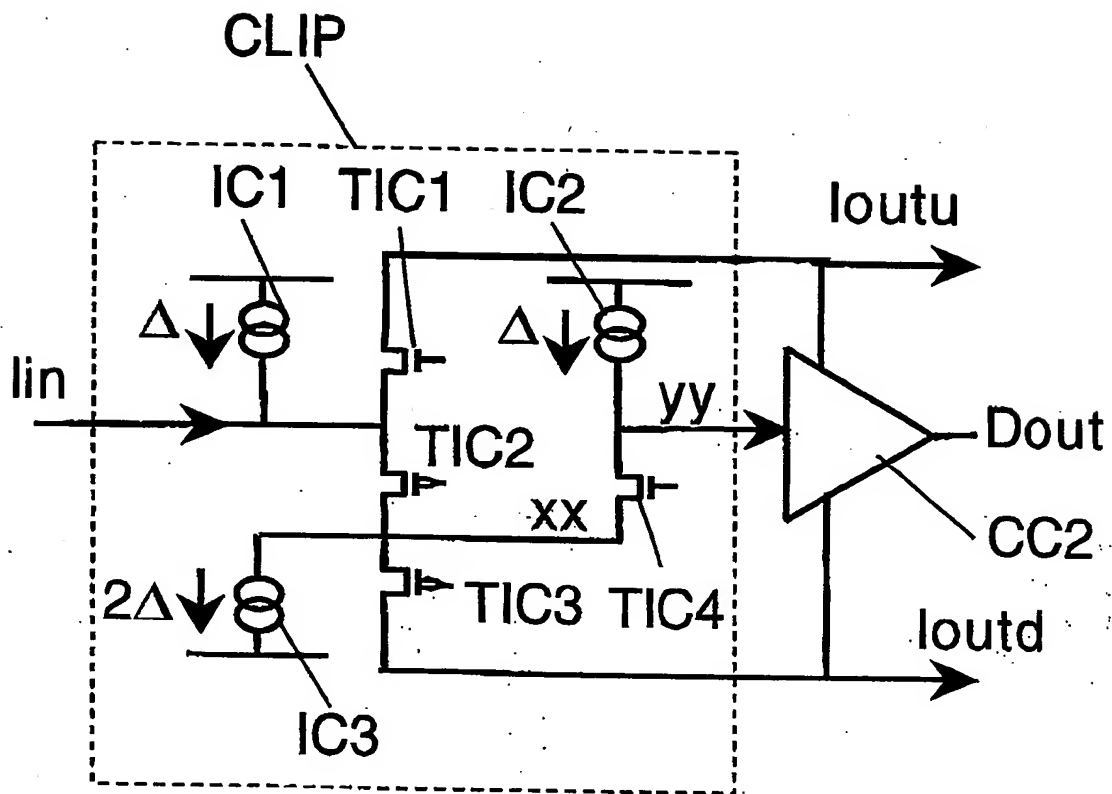 CLIP
IC1 TIC1 IC2
Ioutu
Δ Δ
Iin
yy
Dout
TIC2
xx
CC2
2Δ
TIC3 TIC4
Ioutd
IC3